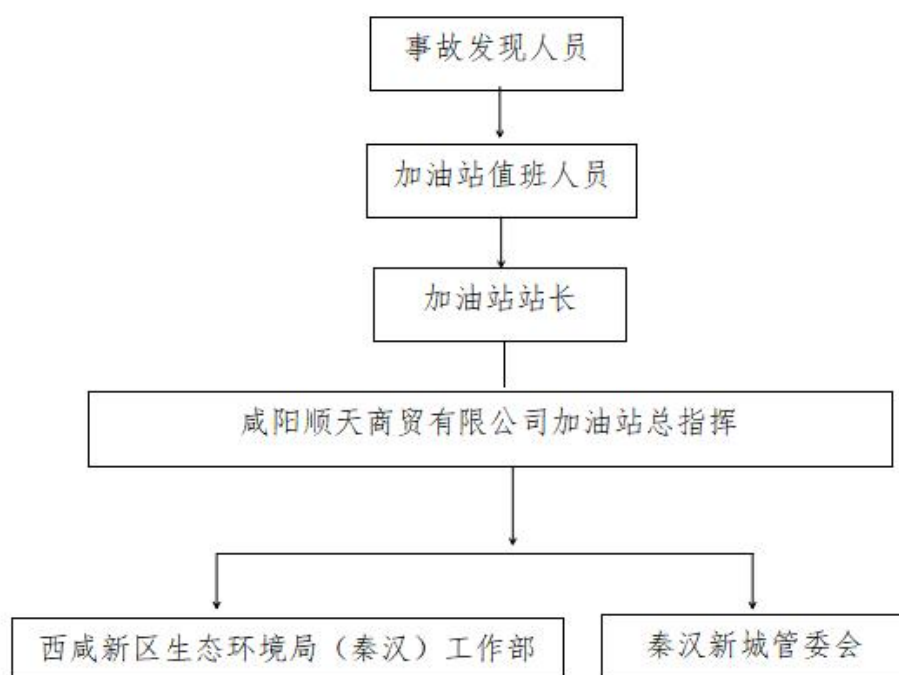 事故发现人员
加油站值班人员
加油站站长
咸阳顺天商贸有限公司加油站总指挥
西咸新区生态环境局（秦汉）工作部
秦汉新城管委会